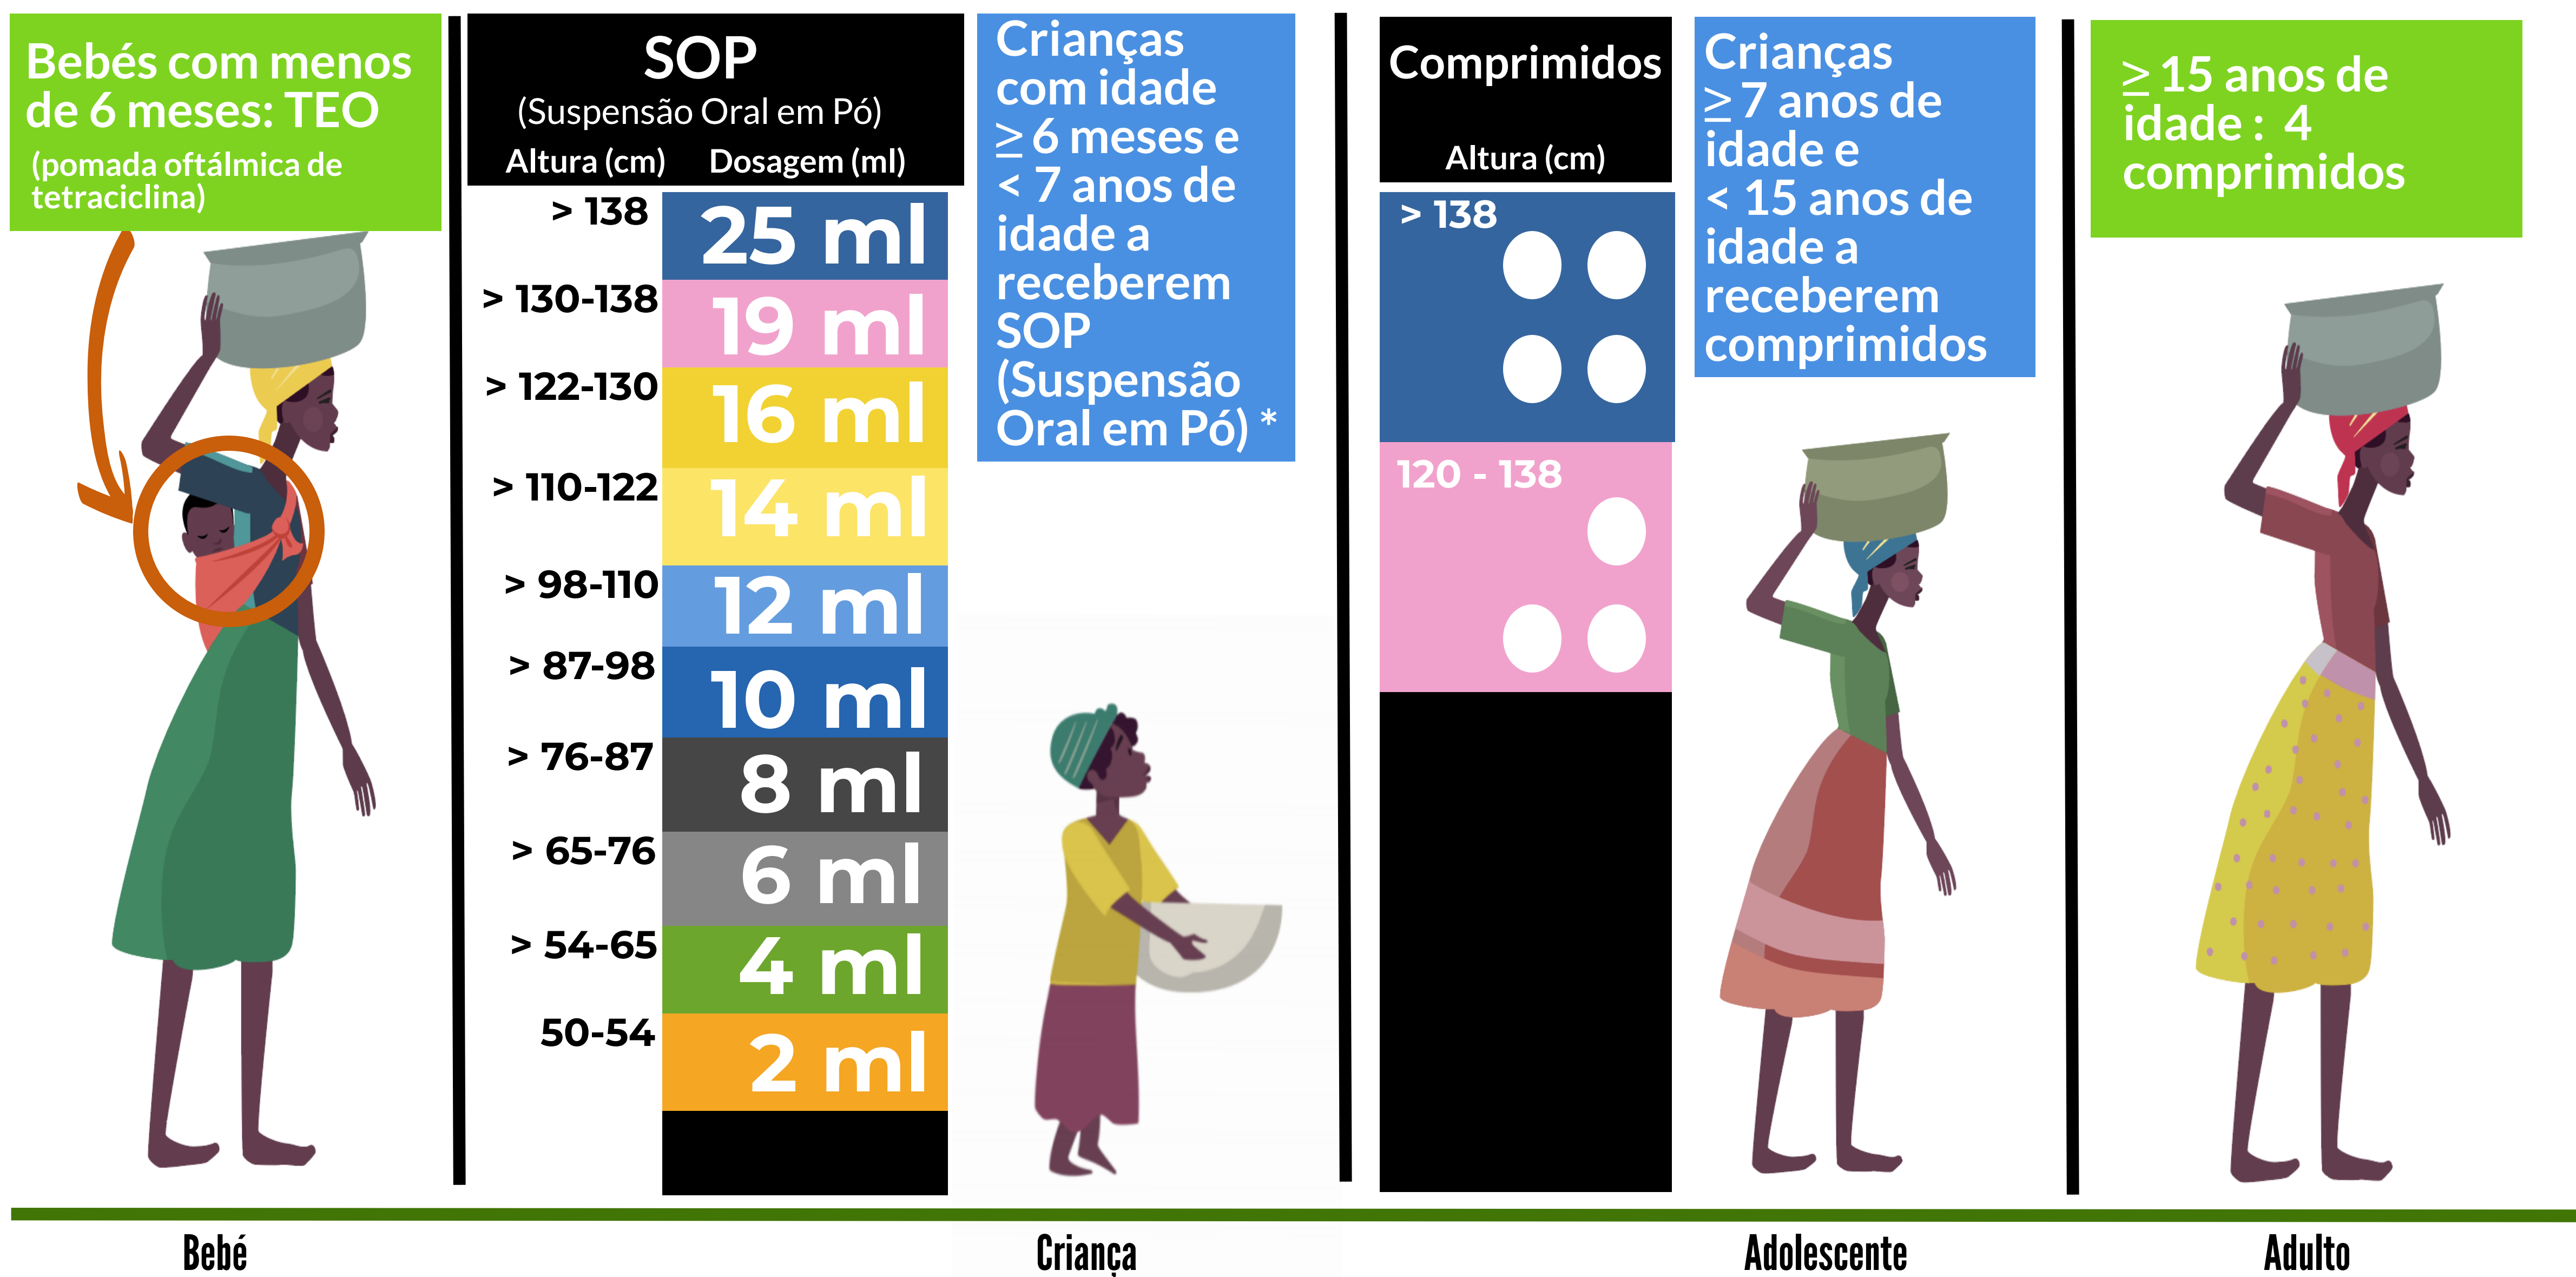 Bebés com menos
de 6 meses: TEO
(pomada oftálmica de
tetraciclina)
SOP
(Suspensão Oral em Pó)
Altura (cm) Dosagem (ml)
> 138 25 ml
> 130-138 19 ml
> 122-130 16 ml
> 110-122 14 ml
> 98-110 12 ml
> 87-98 10 ml
> 76-87 8 ml
> 65-76 6 ml
> 54-65 4 ml
50-54 2 ml
Crianças
com idade
≥ 6 meses e
< 7 anos de
idade a
receberem
SOP
(Suspensão
Oral em Pó) *
Comprimidos
Altura (cm)
> 138
120 - 138
Crianças
≥ 7 anos de
idade e
< 15 anos de
idade a
receberem
comprimidos
≥ 15 anos de
idade : 4
comprimidos
Bebé
Criança
Adolescente
Adulto